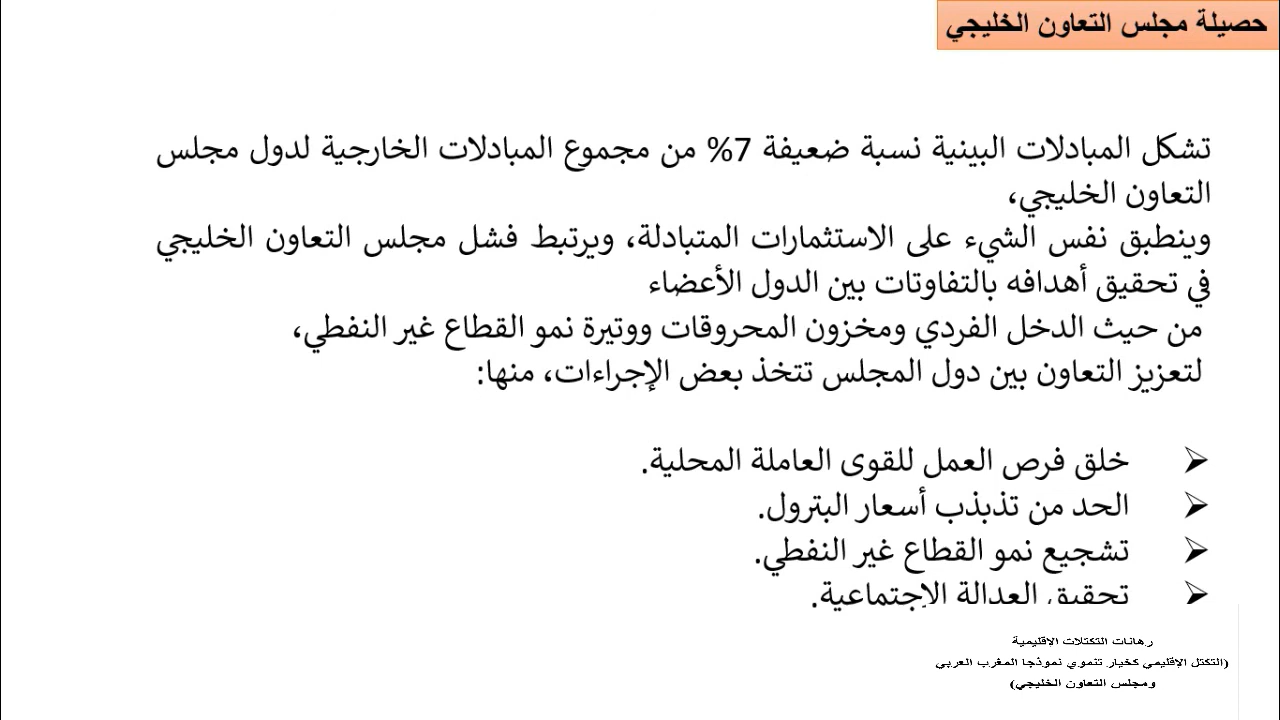 حصيلة مجلس التعاون الخليجي
تشكل المبادلات البينية نسبة ضعيفة 7% من مجموع المبادلات الخارجية لدول مجلس
التعاون الخليجي،
وينطبق نفس الشيء على الاستثمارات المتبادلة، ويرتبط فشل مجلس التعاون الخليجي
في تحقيق أهدافه بالتفاوتات بين الدول الأعضاء
من حيث الدخل الفردي ومخزون المحروقات ووتيرة نمو القطاع غير النفطي،
لتعزيز التعاون بين دول المجلس تتخذ بعض الإجراءات، منها:
➢ خلق فرص العمل للقوى العاملة المحلية.
➢ الحد من تذبذب أسعار البترول.
➢ تشجيع نمو القطاع غير النفطي.
➢ تحقيق العدالة الاجتماعية.
رهانات التكتلات الاقليمية
(التكتل الإقليمي كخيار تنموي نموذجا المغرب العربي
ومجلس التعاون الخليجي)